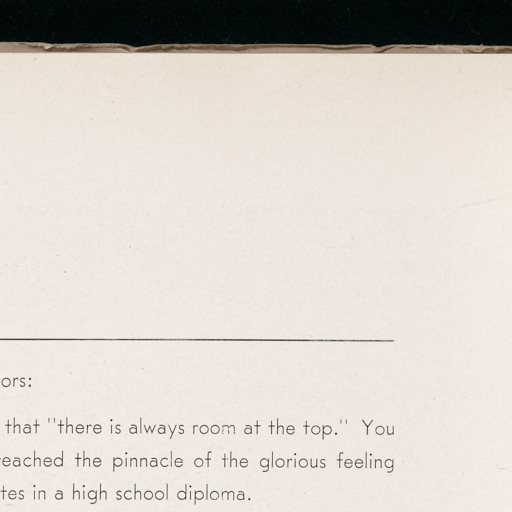 ors:
that "there is always room at the top." You
reached the pinnacle of the glorious feeling
tes in a high school diploma.